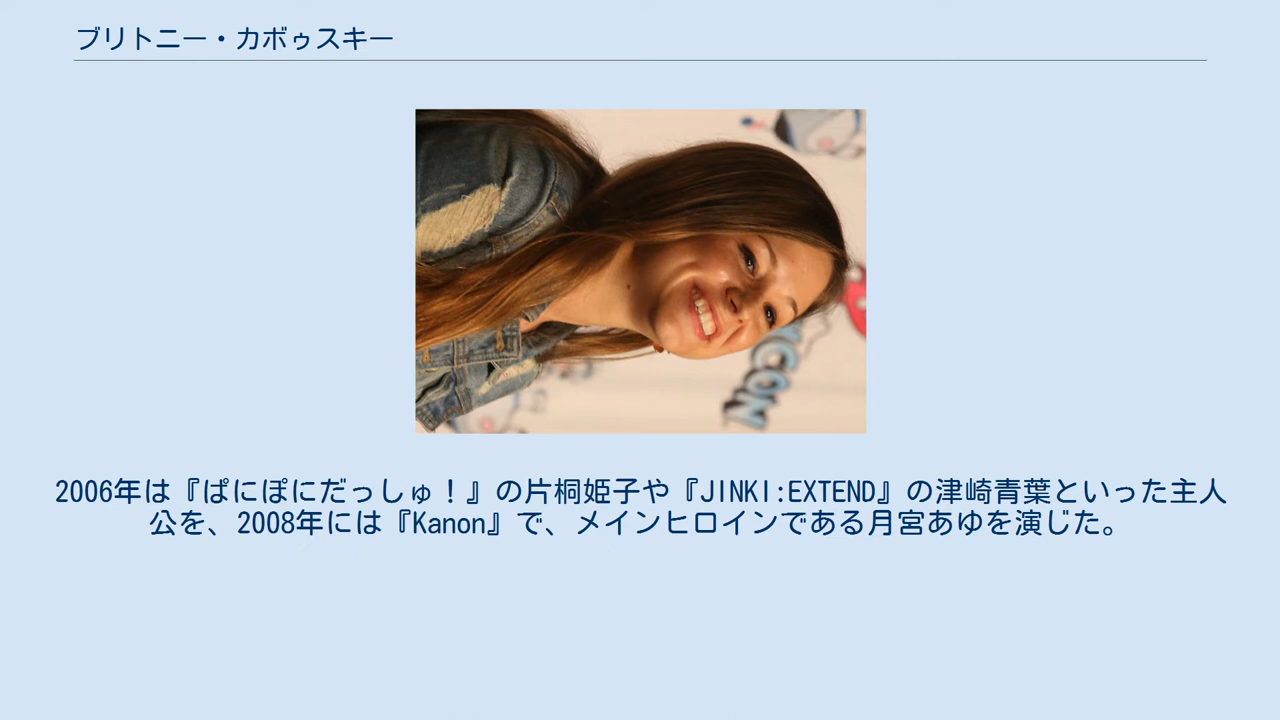 ブリトニー・カボゥスキー
CON
2006年は『ぱにぽにだっしゅ！』の片桐姫子や『JINKI:EXTEND』の津崎青葉といった主人
公を、2008年には『Kanon』で、メインヒロインである月宮あゆを演じた。